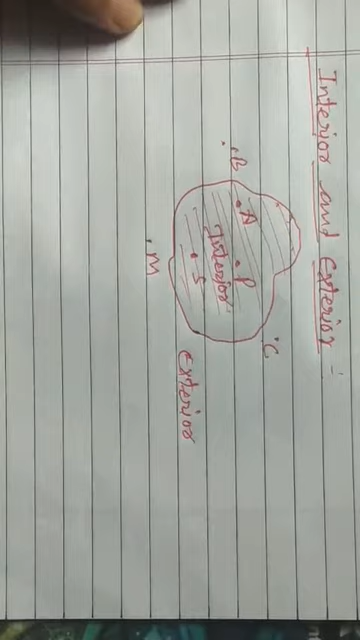 Interior and Exterior :-
.C
.B
.A
.P
Interior
.S
Exterior
.M